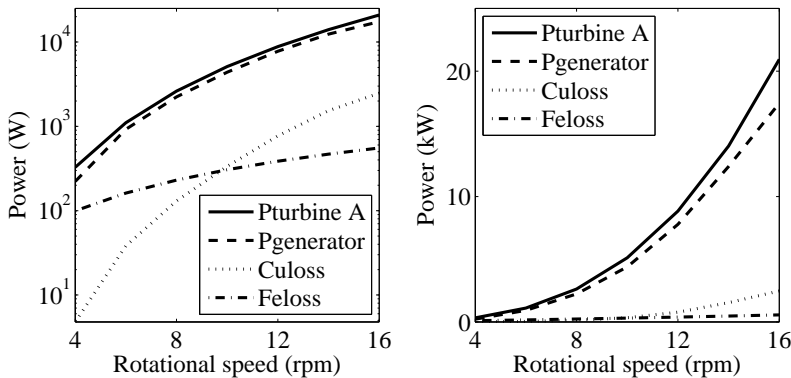 10^4
10^3
10^2
10^1
Power (W)
Pturbine A
Pgenerator
Culoss
Feloss
4 8 12 16
Rotational speed (rpm)
20
10
0
Power (kW)
Pturbine A
Pgenerator
Culoss
Feloss
4 8 12 16
Rotational speed (rpm)